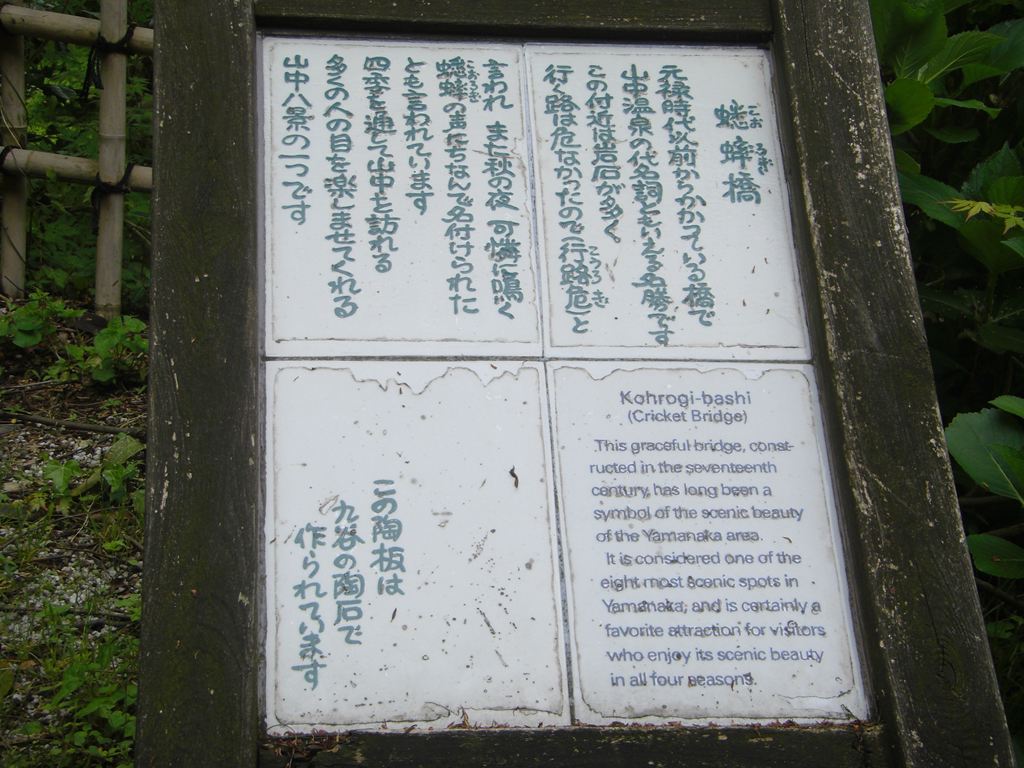 蟋蟀橋
こおろぎ
元禄時代以前からかかっている橋で
山中温泉の代名詞ともいえる名勝です
この付近は岩石が多く、
行く路は危なかったので(行路危)と
こうろき
言われ また秋の夜 可憐に鳴く
蟋蟀の声にちなんで名付けられた
こおろぎ
とも言われています
四季を通して山中を訪れる
多くの人の目を楽しませてくれる
山中八景の一つです
この陶板は
九谷の陶石で
作られています
Kohrogi-bashi
(Cricket Bridge)
This graceful bridge, const-
ructed in the seventeenth
century, has long been a
symbol of the scenic beauty
of the Yamanaka area.
It is considered one of the
eight most scenic spots in
Yamanaka, and is certainly a
favorite attraction for visitors
who enjoy its scenic beauty
in all four seasons.